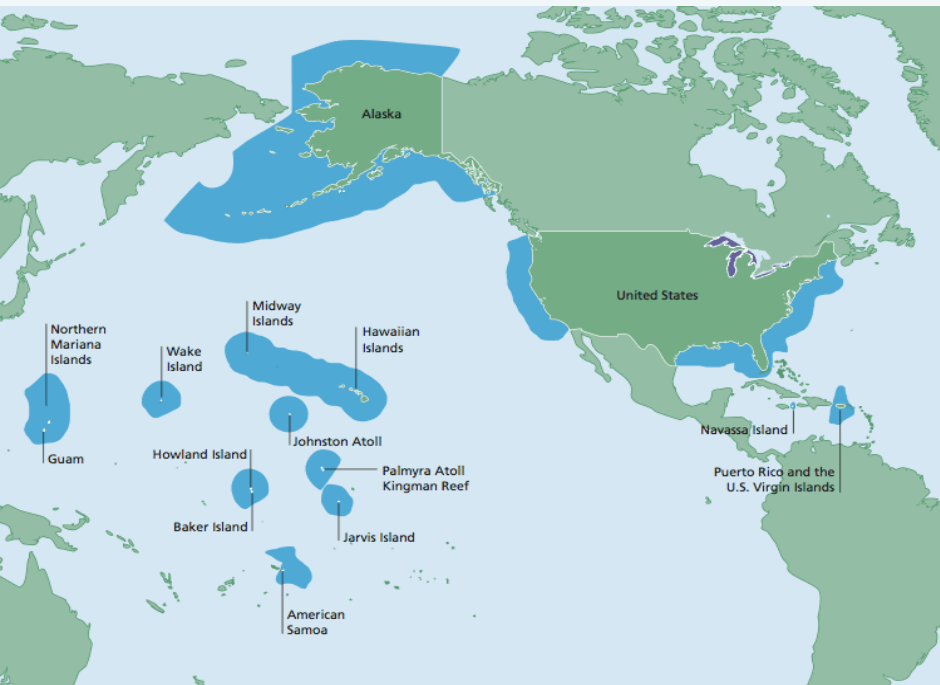 Alaska
United States
Midway
Islands
Northern
Mariana
Islands
Hawaiian
Islands
Wake
Island
Navassa Island
Johnston Atoll
Howland Island
Guam
Palmyra Atoll
Kingman Reef
Puerto Rico and the
U.S. Virgin Islands
Baker Island
Jarvis Island
American
Samoa